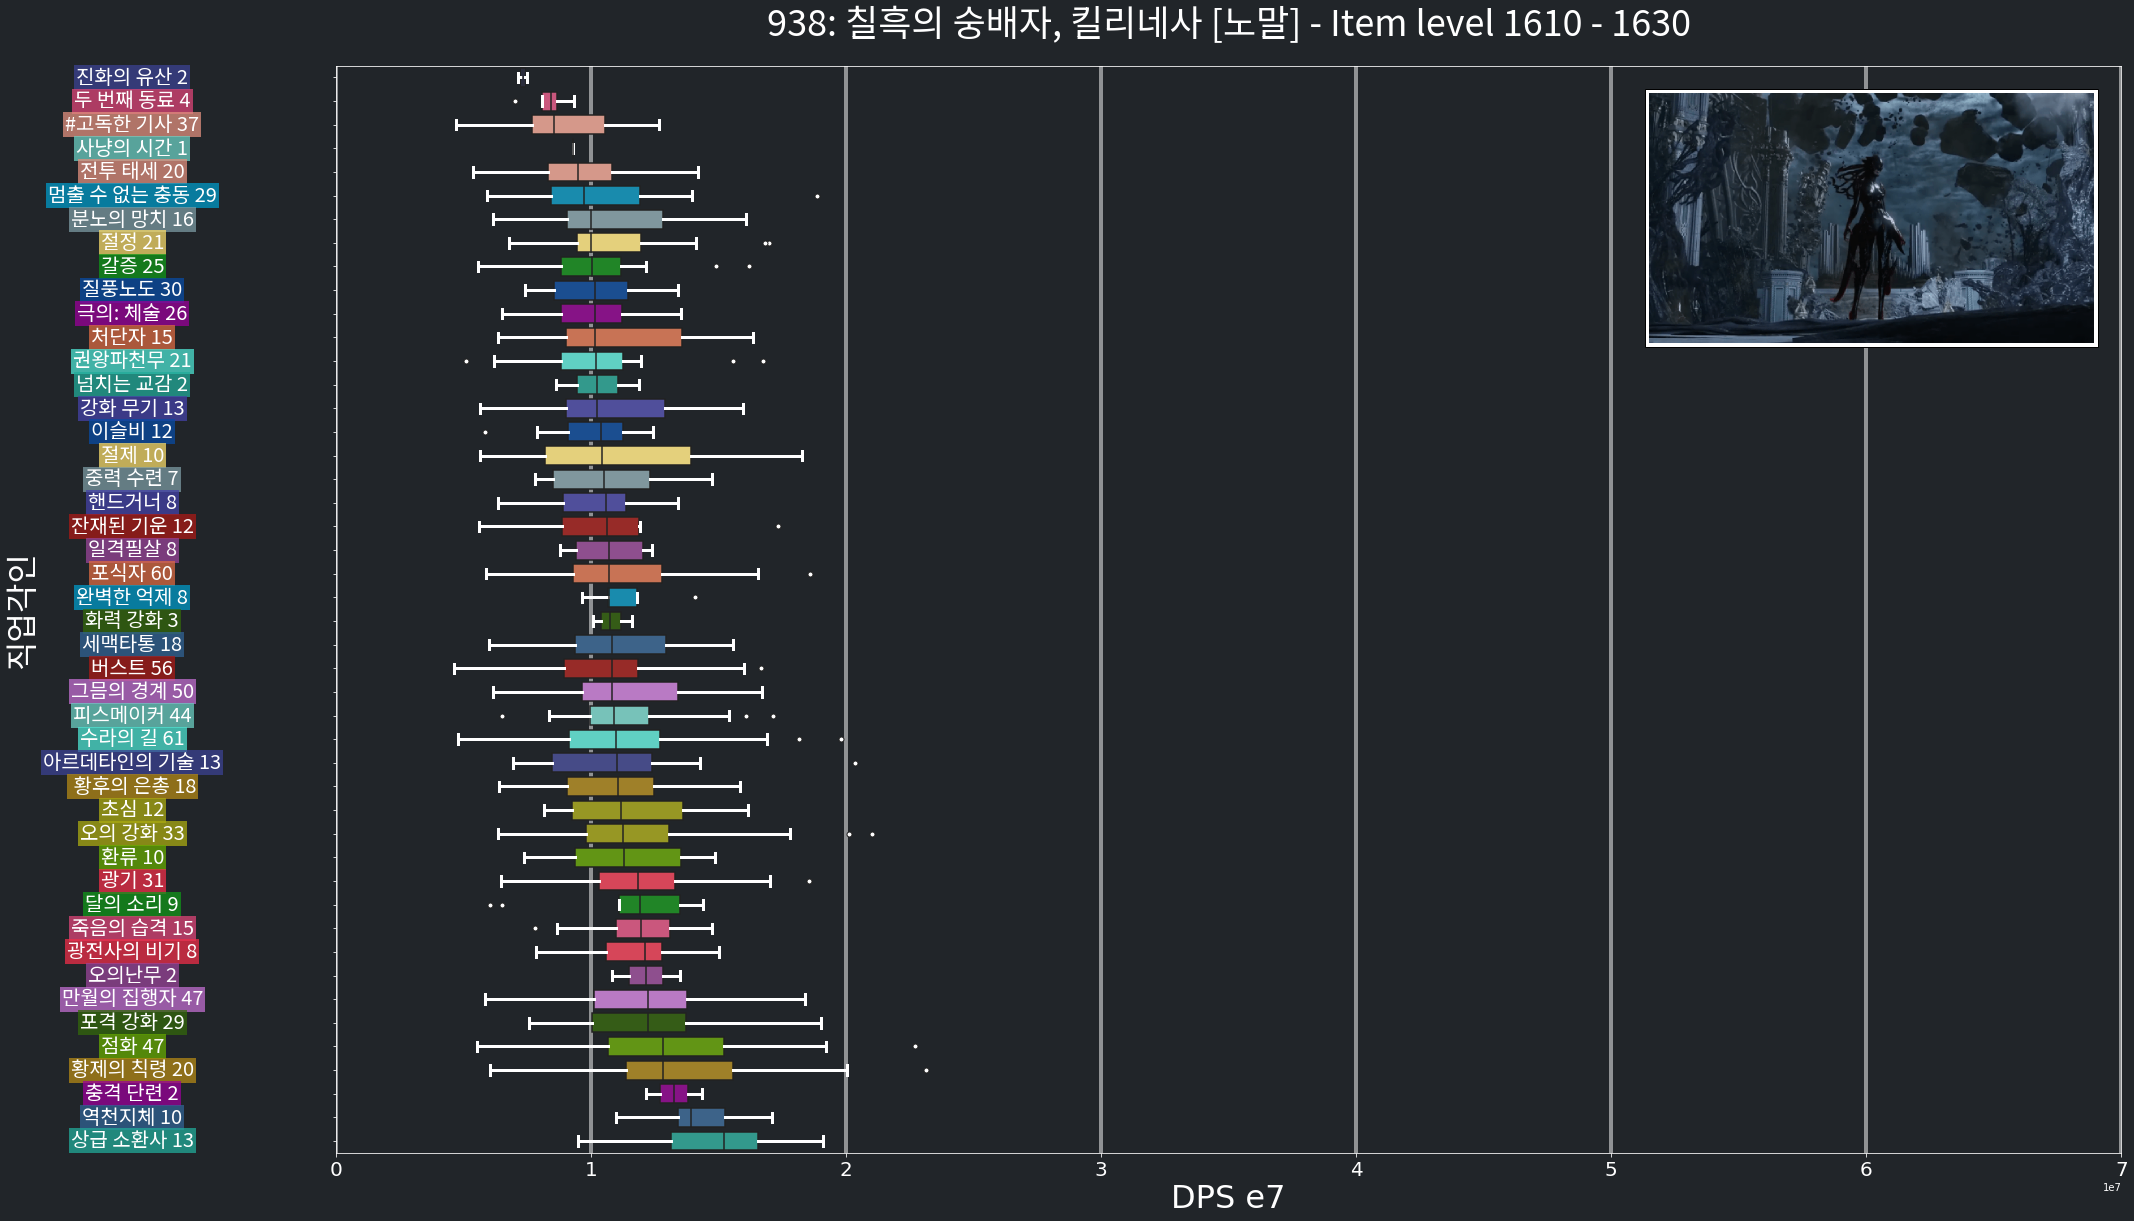 938: 칠흑의 숭배자, 킬리네사 [노말] - Item level 1610 - 1630
진화의 유산 2
두 번째 동료 4
#고독한 기사 37
사냥의 시간 1
전투 태세 20
멈출 수 없는 충동 29
분노의 망치 16
절정 21
갈증 25
질풍노도 30
극의: 체술 26
처단자 15
권왕파천무 21
넘치는 교감 2
강화 무기 13
이슬비 12
절제 10
중력 수련 7
핸드거너 8
잔재된 기운 12
일격필살 8
포식자 60
완벽한 억제 8
화력 강화 3
세맥타통 18
버스트 56
그믐의 경계 50
피스메이커 44
수라의 길 61
아르데타인의 기술 13
황후의 은총 18
초심 12
오의 강화 33
환류 10
광기 31
달의 소리 9
죽음의 습격 15
광전사의 비기 8
오의난무 2
만월의 집행자 47
포격 강화 29
점화 47
황제의 칙령 20
충격 단련 2
역천지체 10
상급 소환사 13
직업각인
0 1 2 3 4 5 6 7
1e7
DPS e7